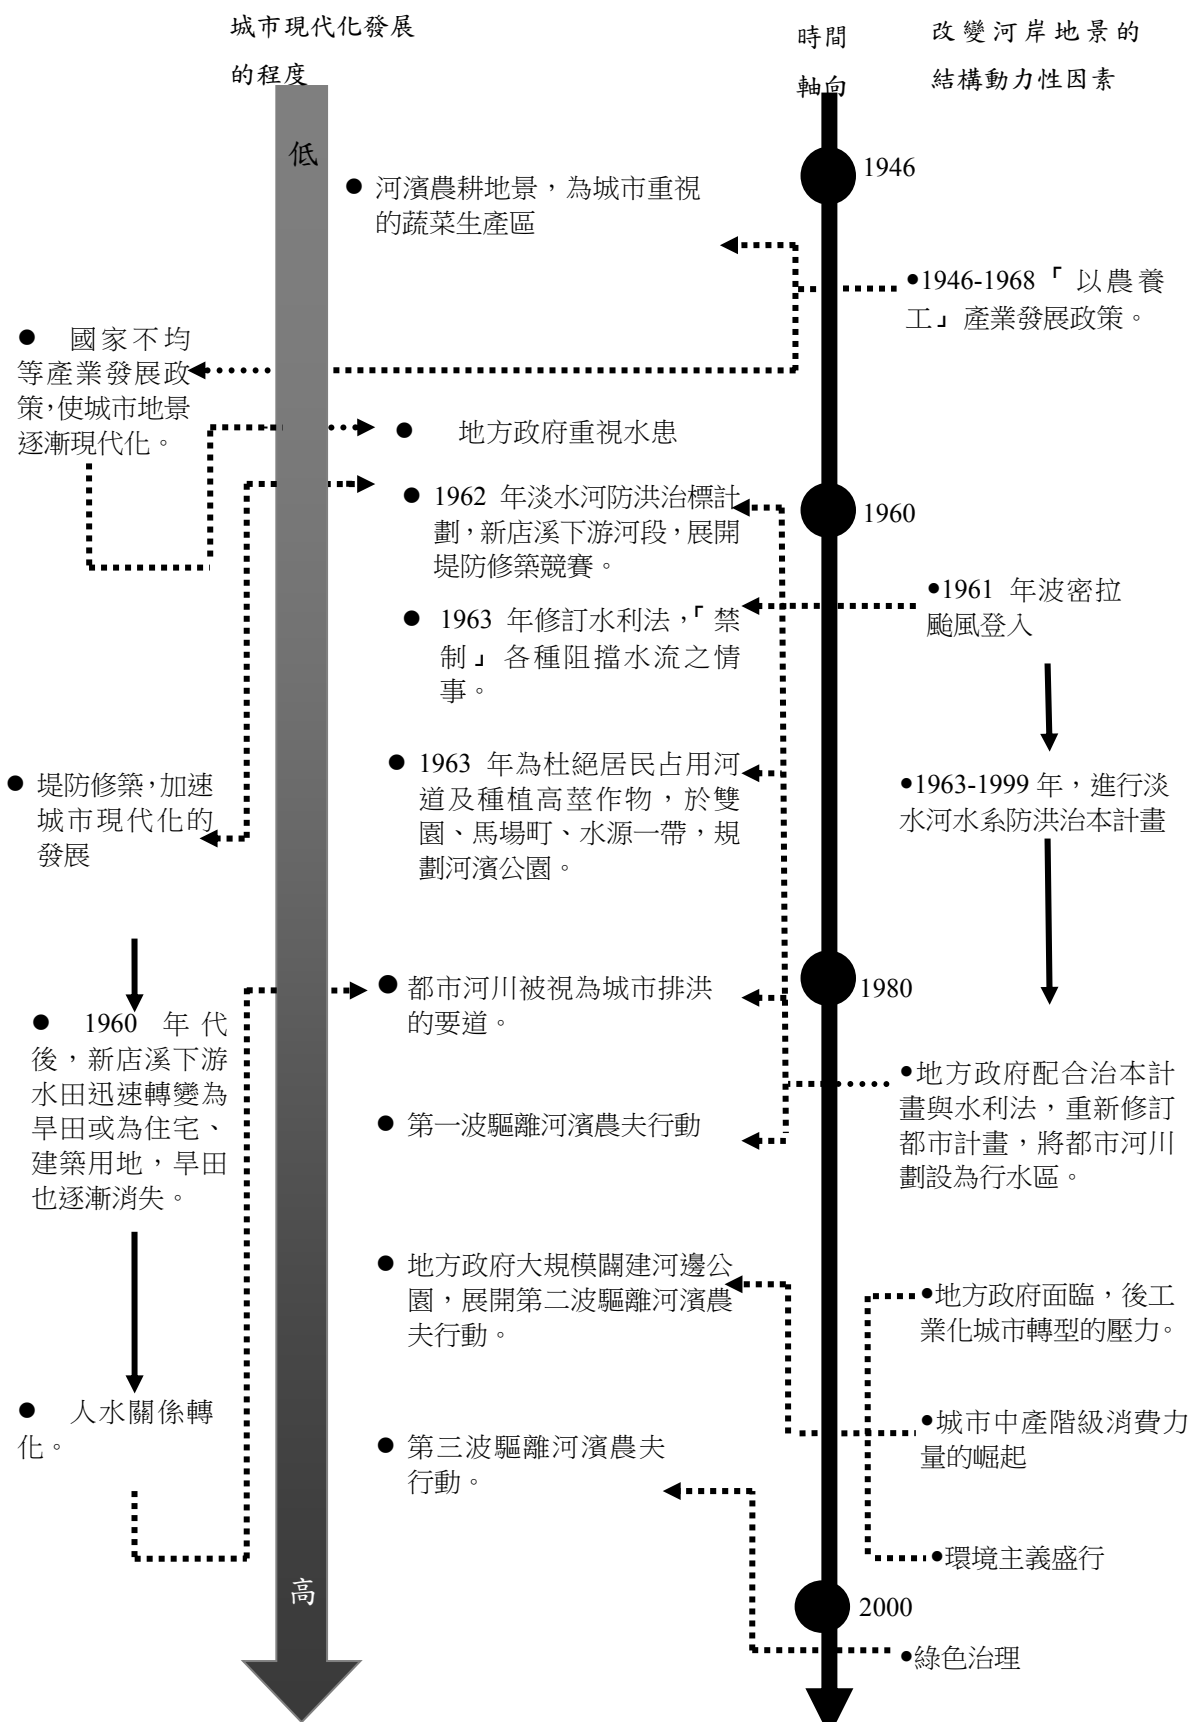 城市現代化發展
的程度
時間
軸向
改變河岸地景的
結構動力性因素
低
1946
● 河濱農耕地景，為城市重視
的蔬菜生產區
●1946-1968「以農養
工」產業發展政策。
● 國家不均
等產業發展政
策，使城市地景
逐漸現代化。
● 地方政府重視水患
● 1962 年淡水河防洪治標計
劃，新店溪下游河段，展開
堤防修築競賽。
1960
●1961 年波密拉
颱風登入
● 1963 年修訂水利法，「禁
制」各種阻擋水流之情
事。
● 1963 年為杜絕居民占用河
道及種植高莖作物，於雙
園、馬場町、水源一帶，規
劃河濱公園。
● 堤防修築，加速
城市現代化的
發展
●1963-1999 年，進行淡
水河水系防洪治本計畫
● 都市河川被視為城市排洪
的要道。
1980
● 1960 年代
後，新店溪下游
水田迅速轉變為
旱田或為住宅、
建築用地，旱田
也逐漸消失。
●地方政府配合治本計
畫與水利法，重新修訂
都市計畫，將都市河川
劃設為行水區。
● 第一波驅離河濱農夫行動
● 地方政府大規模闢建河邊公
園，展開第二波驅離河濱農
夫行動。
●地方政府面臨，後工
業化城市轉型的壓力。
● 人水關係轉
化。
●城市中產階級消費力
量的崛起
● 第三波驅離河濱農夫
行動。
●環境主義盛行
高
2000
●綠色治理